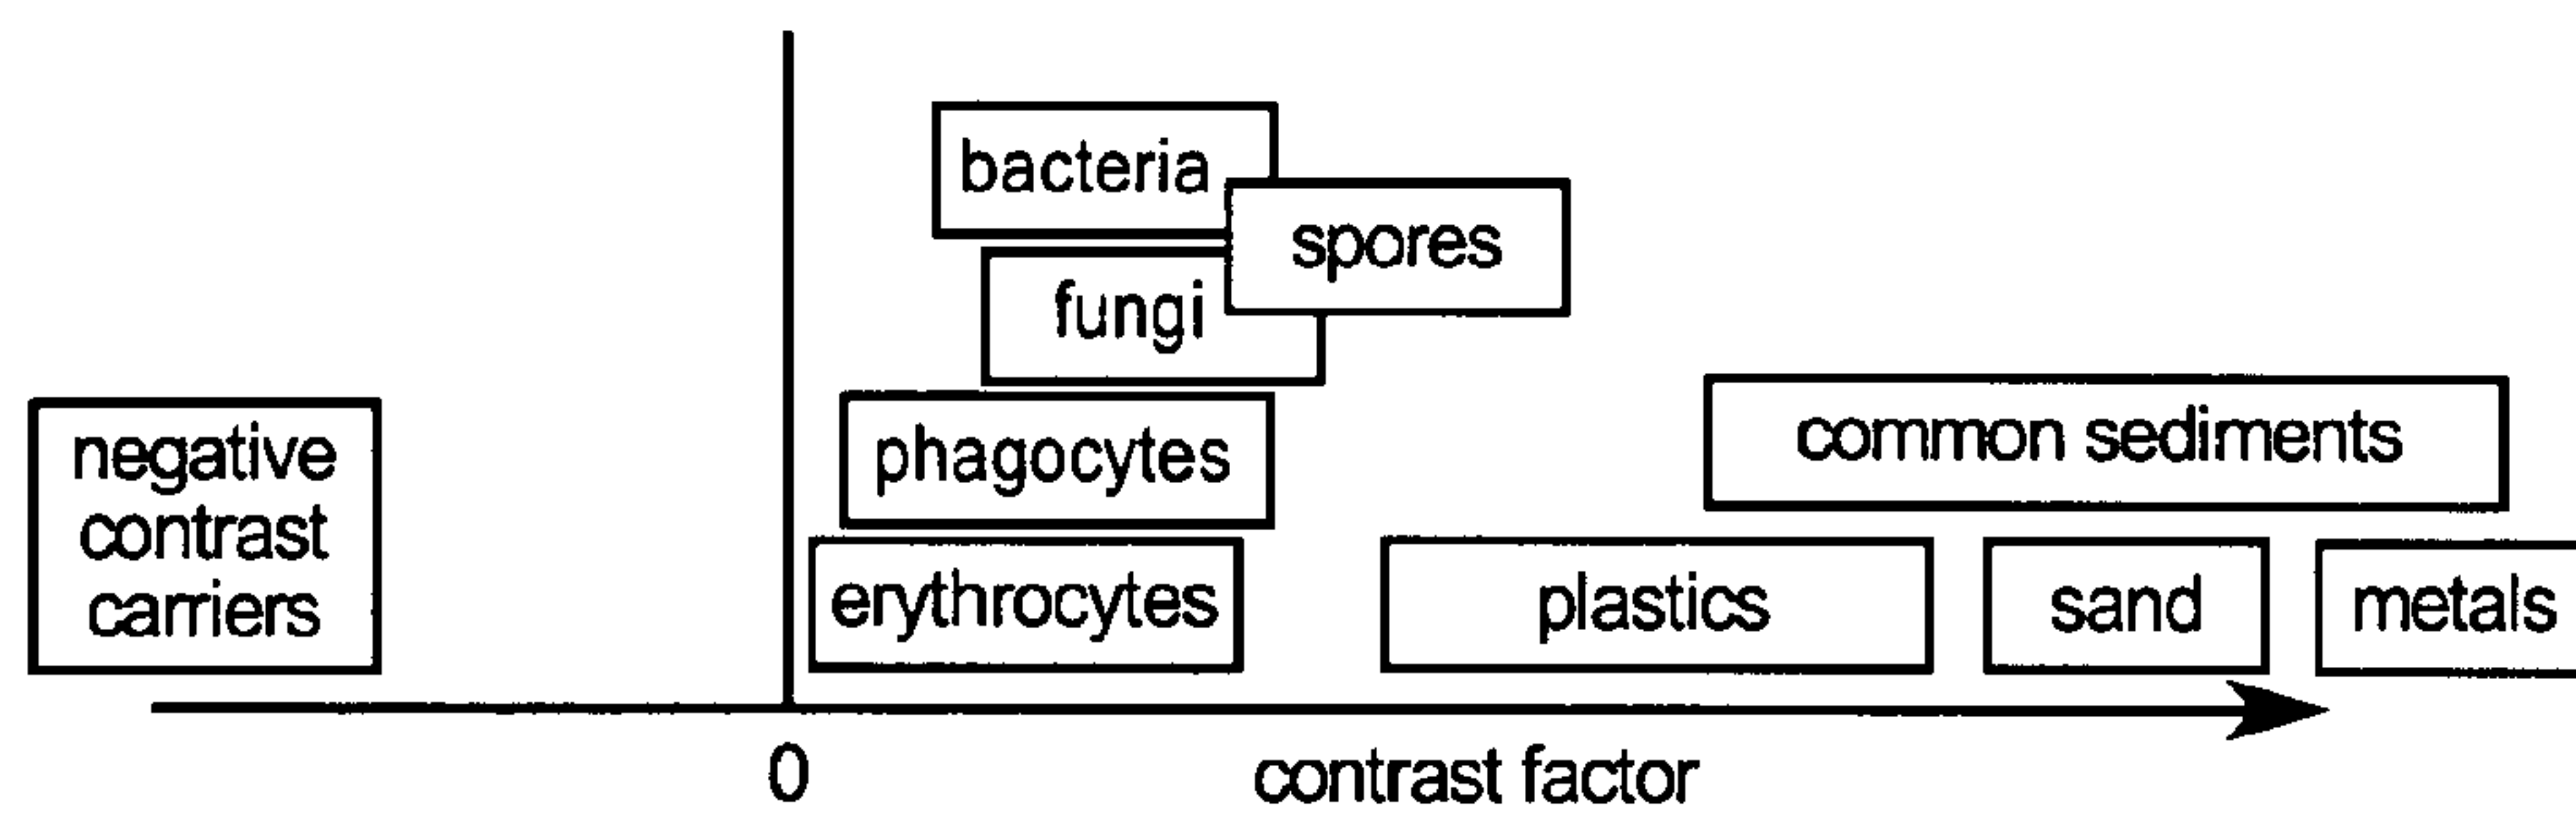 bacteria
spores
fungi
negative
contrast
carriers
phagocytes
common sediments
erythrocytes
plastics
sand
metals
0
contrast factor